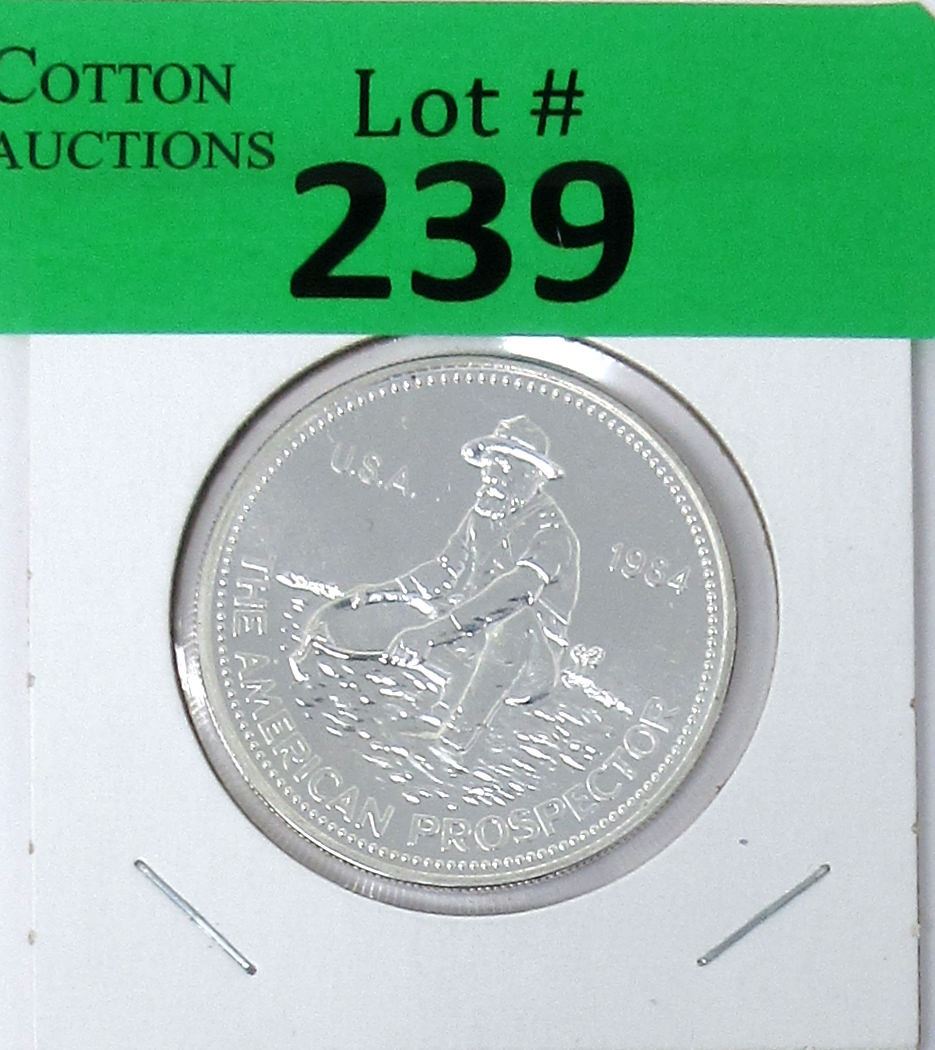 COTTON
AUCTIONS
Lot #
239
U.S.A.
1984
THE AMERICAN PROSPECTOR